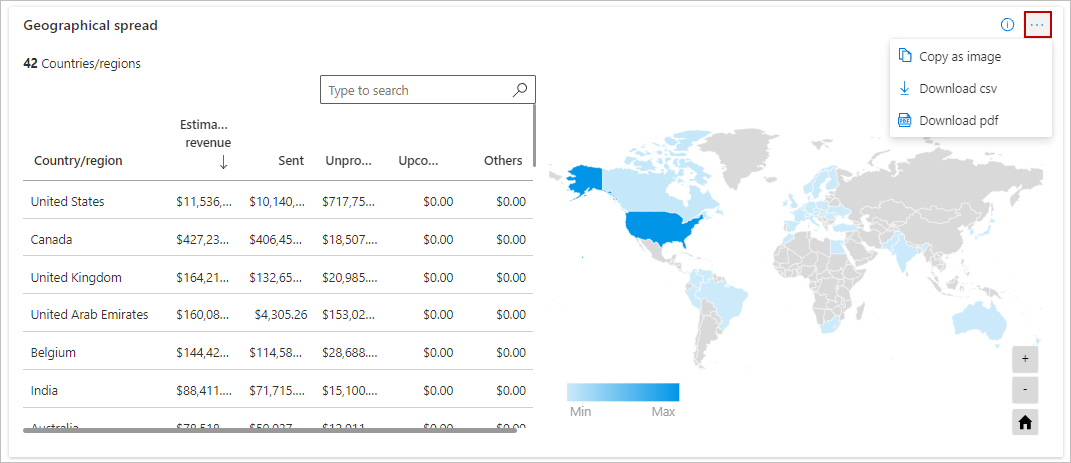 Geographical spread
···
42 Countries/regions
Copy as image
Download csv
PDF Download pdf
Type to search
Country/region Estima... revenue ↓ Sent Unpro... Upco... Others
United States $11,536,... $10,140,... $717,75... $0.00 $0.00
Canada $427,23... $406,45... $18,507.... $0.00 $0.00
United Kingdom $164,21... $132,65... $20,985.... $0.00 $0.00
United Arab Emirates $160,08... $4,305.26 $153,02... $0.00 $0.00
Belgium $144,42... $114,58... $28,688.... $0.00 $0.00
India $88,411.... $71,715.... $15,100.... $0.00 $0.00
Australia $0.00 $0.00
Min Max
+
-